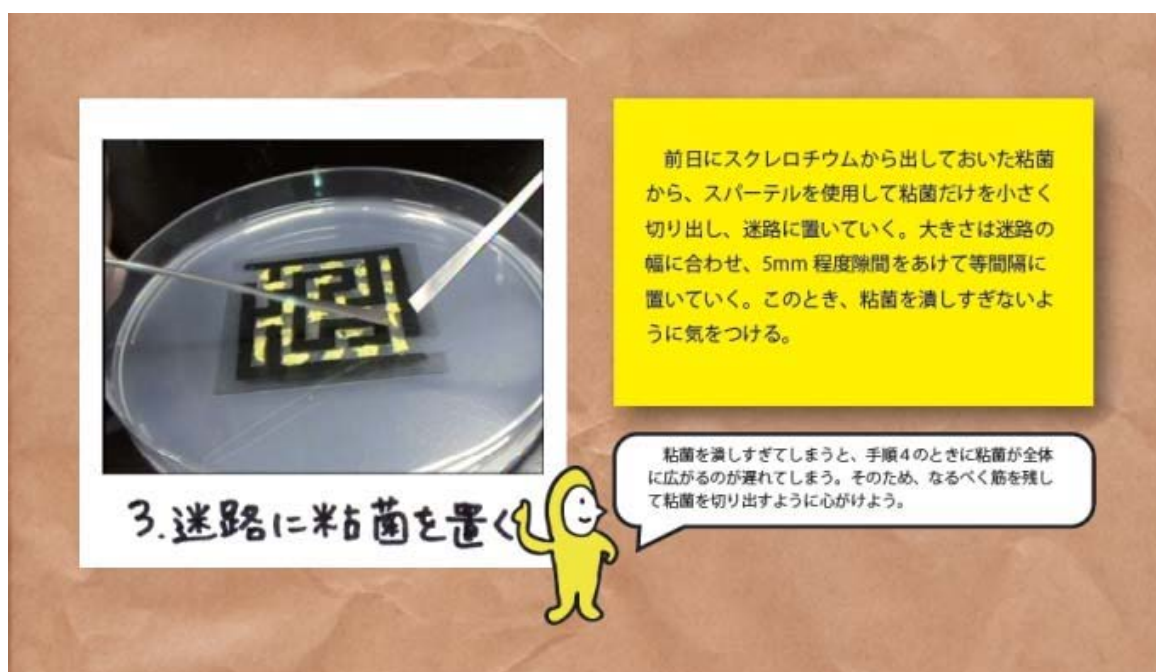 3.迷路に粘菌を置く
前日にスクレロチウムから出しておいた粘菌
から、スパーテルを使用して粘菌だけを小さく
切り出し、迷路に置いていく。大きさは迷路の
幅に合わせ、5mm 程度隙間をあけて等間隔に
置いていく。このとき、粘菌を潰しすぎないよ
うに気をつける。
粘菌を潰しすぎてしまうと、手順４のときに粘菌が全体
に広がるのが遅れてしまう。そのため、なるべく筋を残し
て粘菌を切り出すように心がけよう。